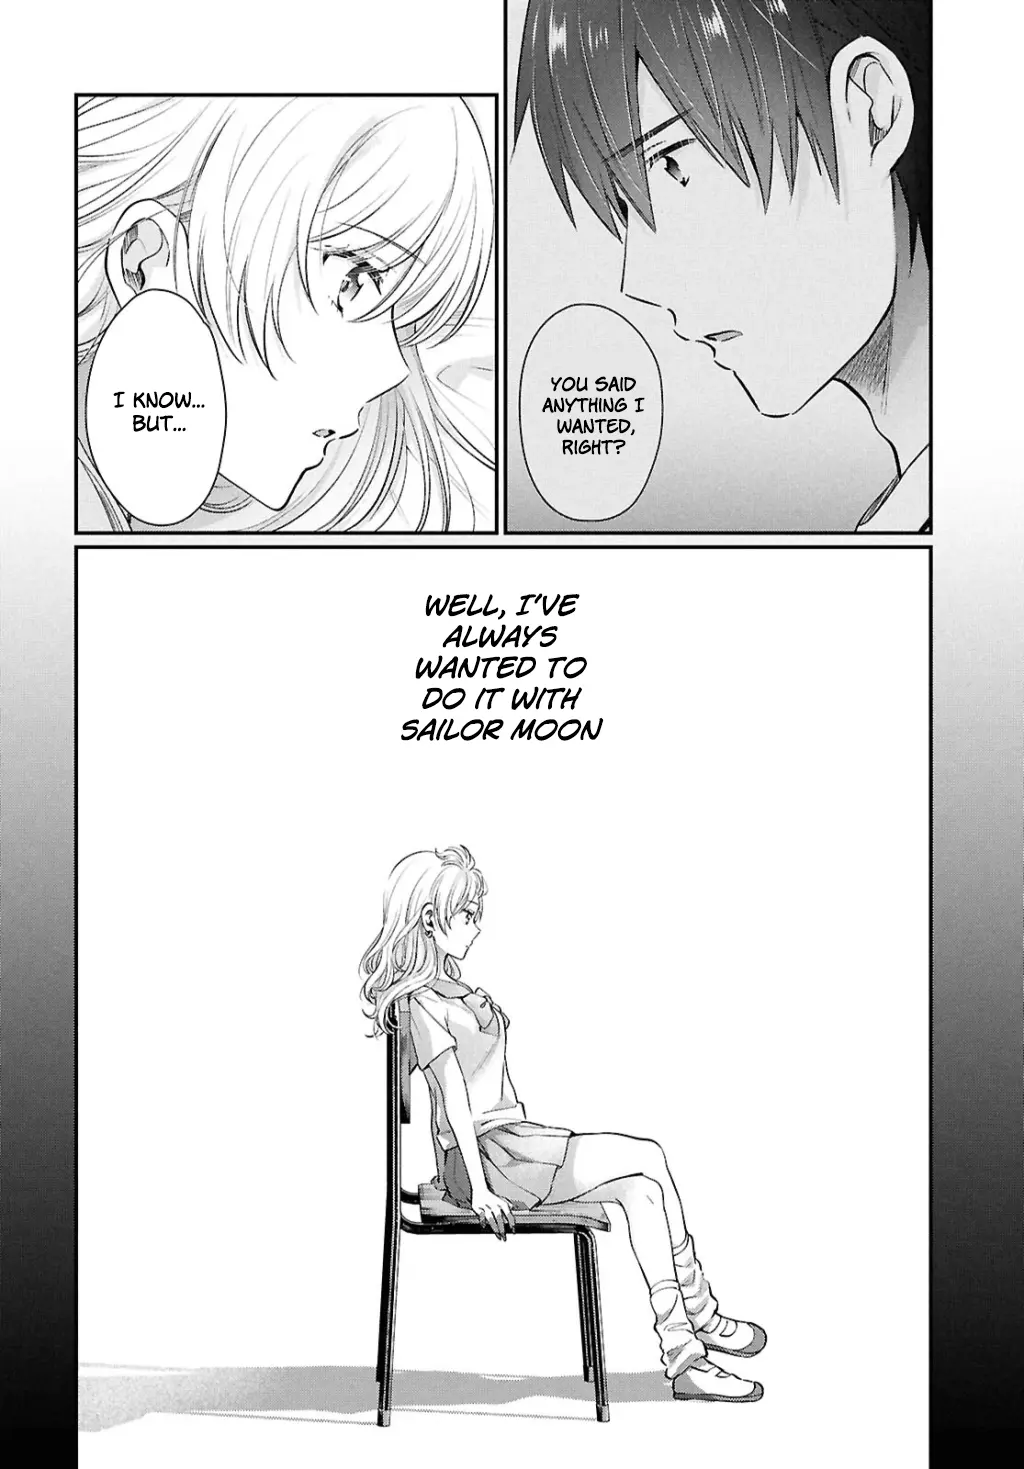 YOU SAID
ANYTHING I
WANTED,
RIGHT?
I KNOW...
BUT...
WELL, I'VE
ALWAYS
WANTED TO
DO IT WITH
SAILOR MOON